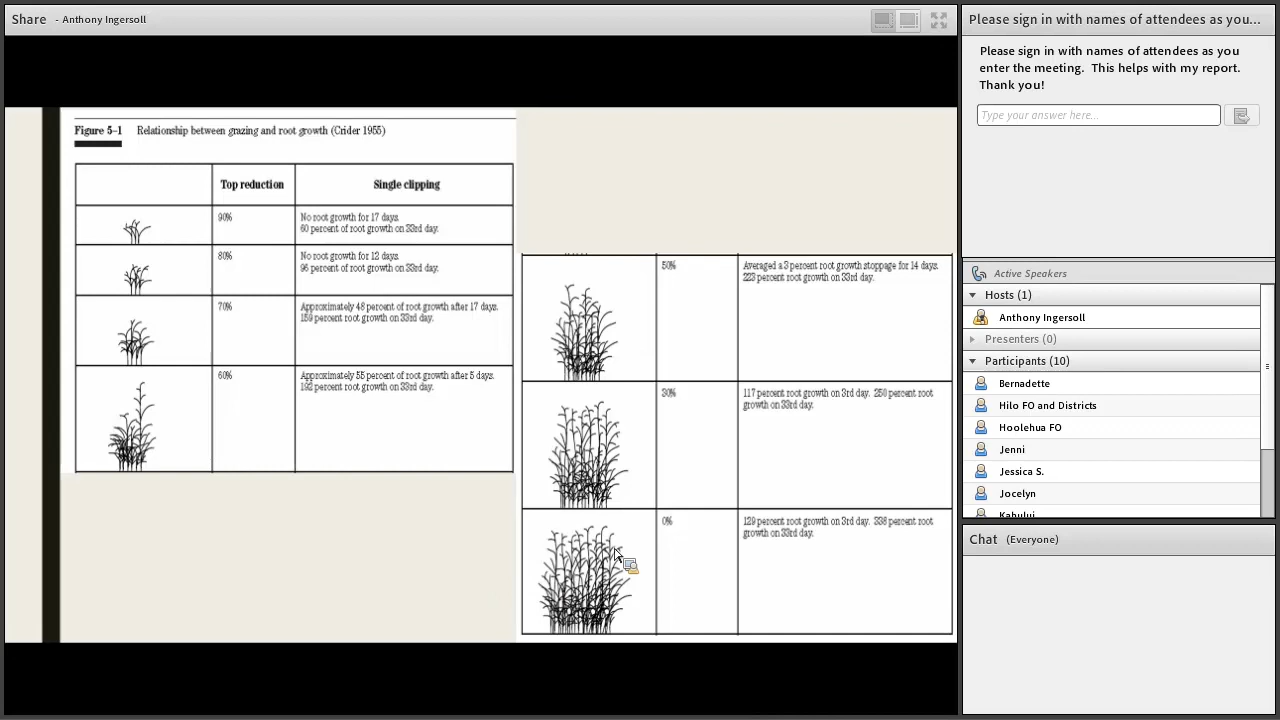 Share - Anthony Ingersoll
Figure 5–1 Relationship between grazing and root growth (Crider 1955)
Top reduction
Single clipping
90%
No root growth for 17 days.
60 percent of root growth on 33rd day.
80%
No root growth for 12 days.
96 percent of root growth on 33rd day.
70%
Approximately 48 percent of root growth after 17 days.
159 percent root growth on 33rd day.
60%
Approximately 55 percent of root growth after 5 days.
192 percent root growth on 33rd day.
50%
Averaged a 3 percent root growth stoppage for 14 days.
223 percent root growth on 33rd day.
30%
117 percent root growth on 3rd day. 250 percent root
growth on 33rd day.
0%
129 percent root growth on 3rd day. 338 percent root
growth on 33rd day.
Please sign in with names of attendees as you...
Please sign in with names of attendees as you
enter the meeting. This helps with my report.
Thank you!
Type your answer here...
Active Speakers
Hosts (1)
Anthony Ingersoll
Presenters (0)
Participants (10)
Bernadette
Hilo FO and Districts
Hoolehua FO
Jenni
Jessica S.
Jocelyn
Kahului
Chat (Everyone)